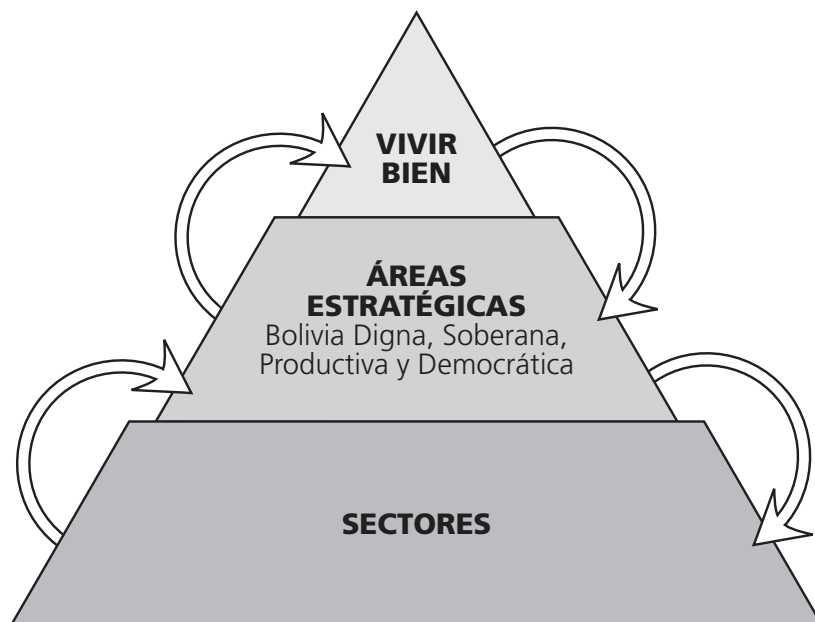 VIVIR
BIEN
ÁREAS
ESTRATÉGICAS
Bolivia Digna, Soberana,
Productiva y Democrática
SECTORES